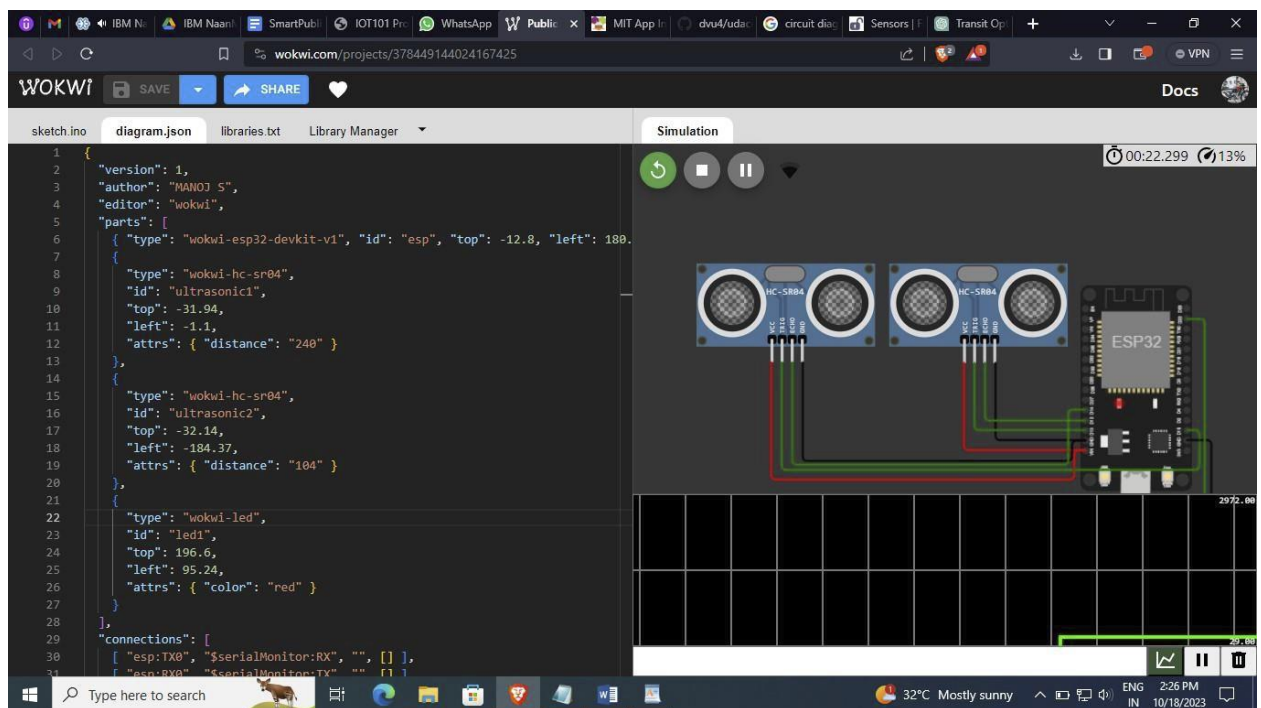 IBM Na
IBM Naan
SmartPubl
IOT101 Pro
WhatsApp
Public
MIT App In
dvu4/udac
circuit diag
Sensors | F
Transit Op
wokwi.com/projects/378449144024167425
VPN
WOKWi
SAVE
SHARE
Docs
sketch.ino diagram.json libraries.txt Library Manager
Simulation
00:22.299 13%
1 {
2 "version": 1,
3 "author": "MANOJ S",
4 "editor": "wokwi",
5 "parts": [
6 { "type": "wokwi-esp32-devkit-v1", "id": "esp", "top": -12.8, "left": 180.
7 {
8 "type": "wokwi-hc-sr04",
9 "id": "ultrasonic1",
10 "top": -31.94,
11 "left": -1.1,
12 "attrs": { "distance": "240" }
13 },
14 {
15 "type": "wokwi-hc-sr04",
16 "id": "ultrasonic2",
17 "top": -32.14,
18 "left": -184.37,
19 "attrs": { "distance": "104" }
20 },
21 {
22 "type": "wokwi-led",
23 "id": "led1",
24 "top": 196.6,
25 "left": 95.24,
26 "attrs": { "color": "red" }
27 }
28 ],
29 "connections": [
30 [ "esp:TX0", "$serialMonitor:RX", "", [] ],
31 [ "esp:RX0", "$serialMonitor:TX", "", [] ]
HC-SR04
VCC
TRIG
ECHO
GND
HC-SR04
VCC
TRIG
ECHO
GND
ESP32
2972.00
29.00
Type here to search
32°C Mostly sunny
ENG
IN
2:26 PM
10/18/2023